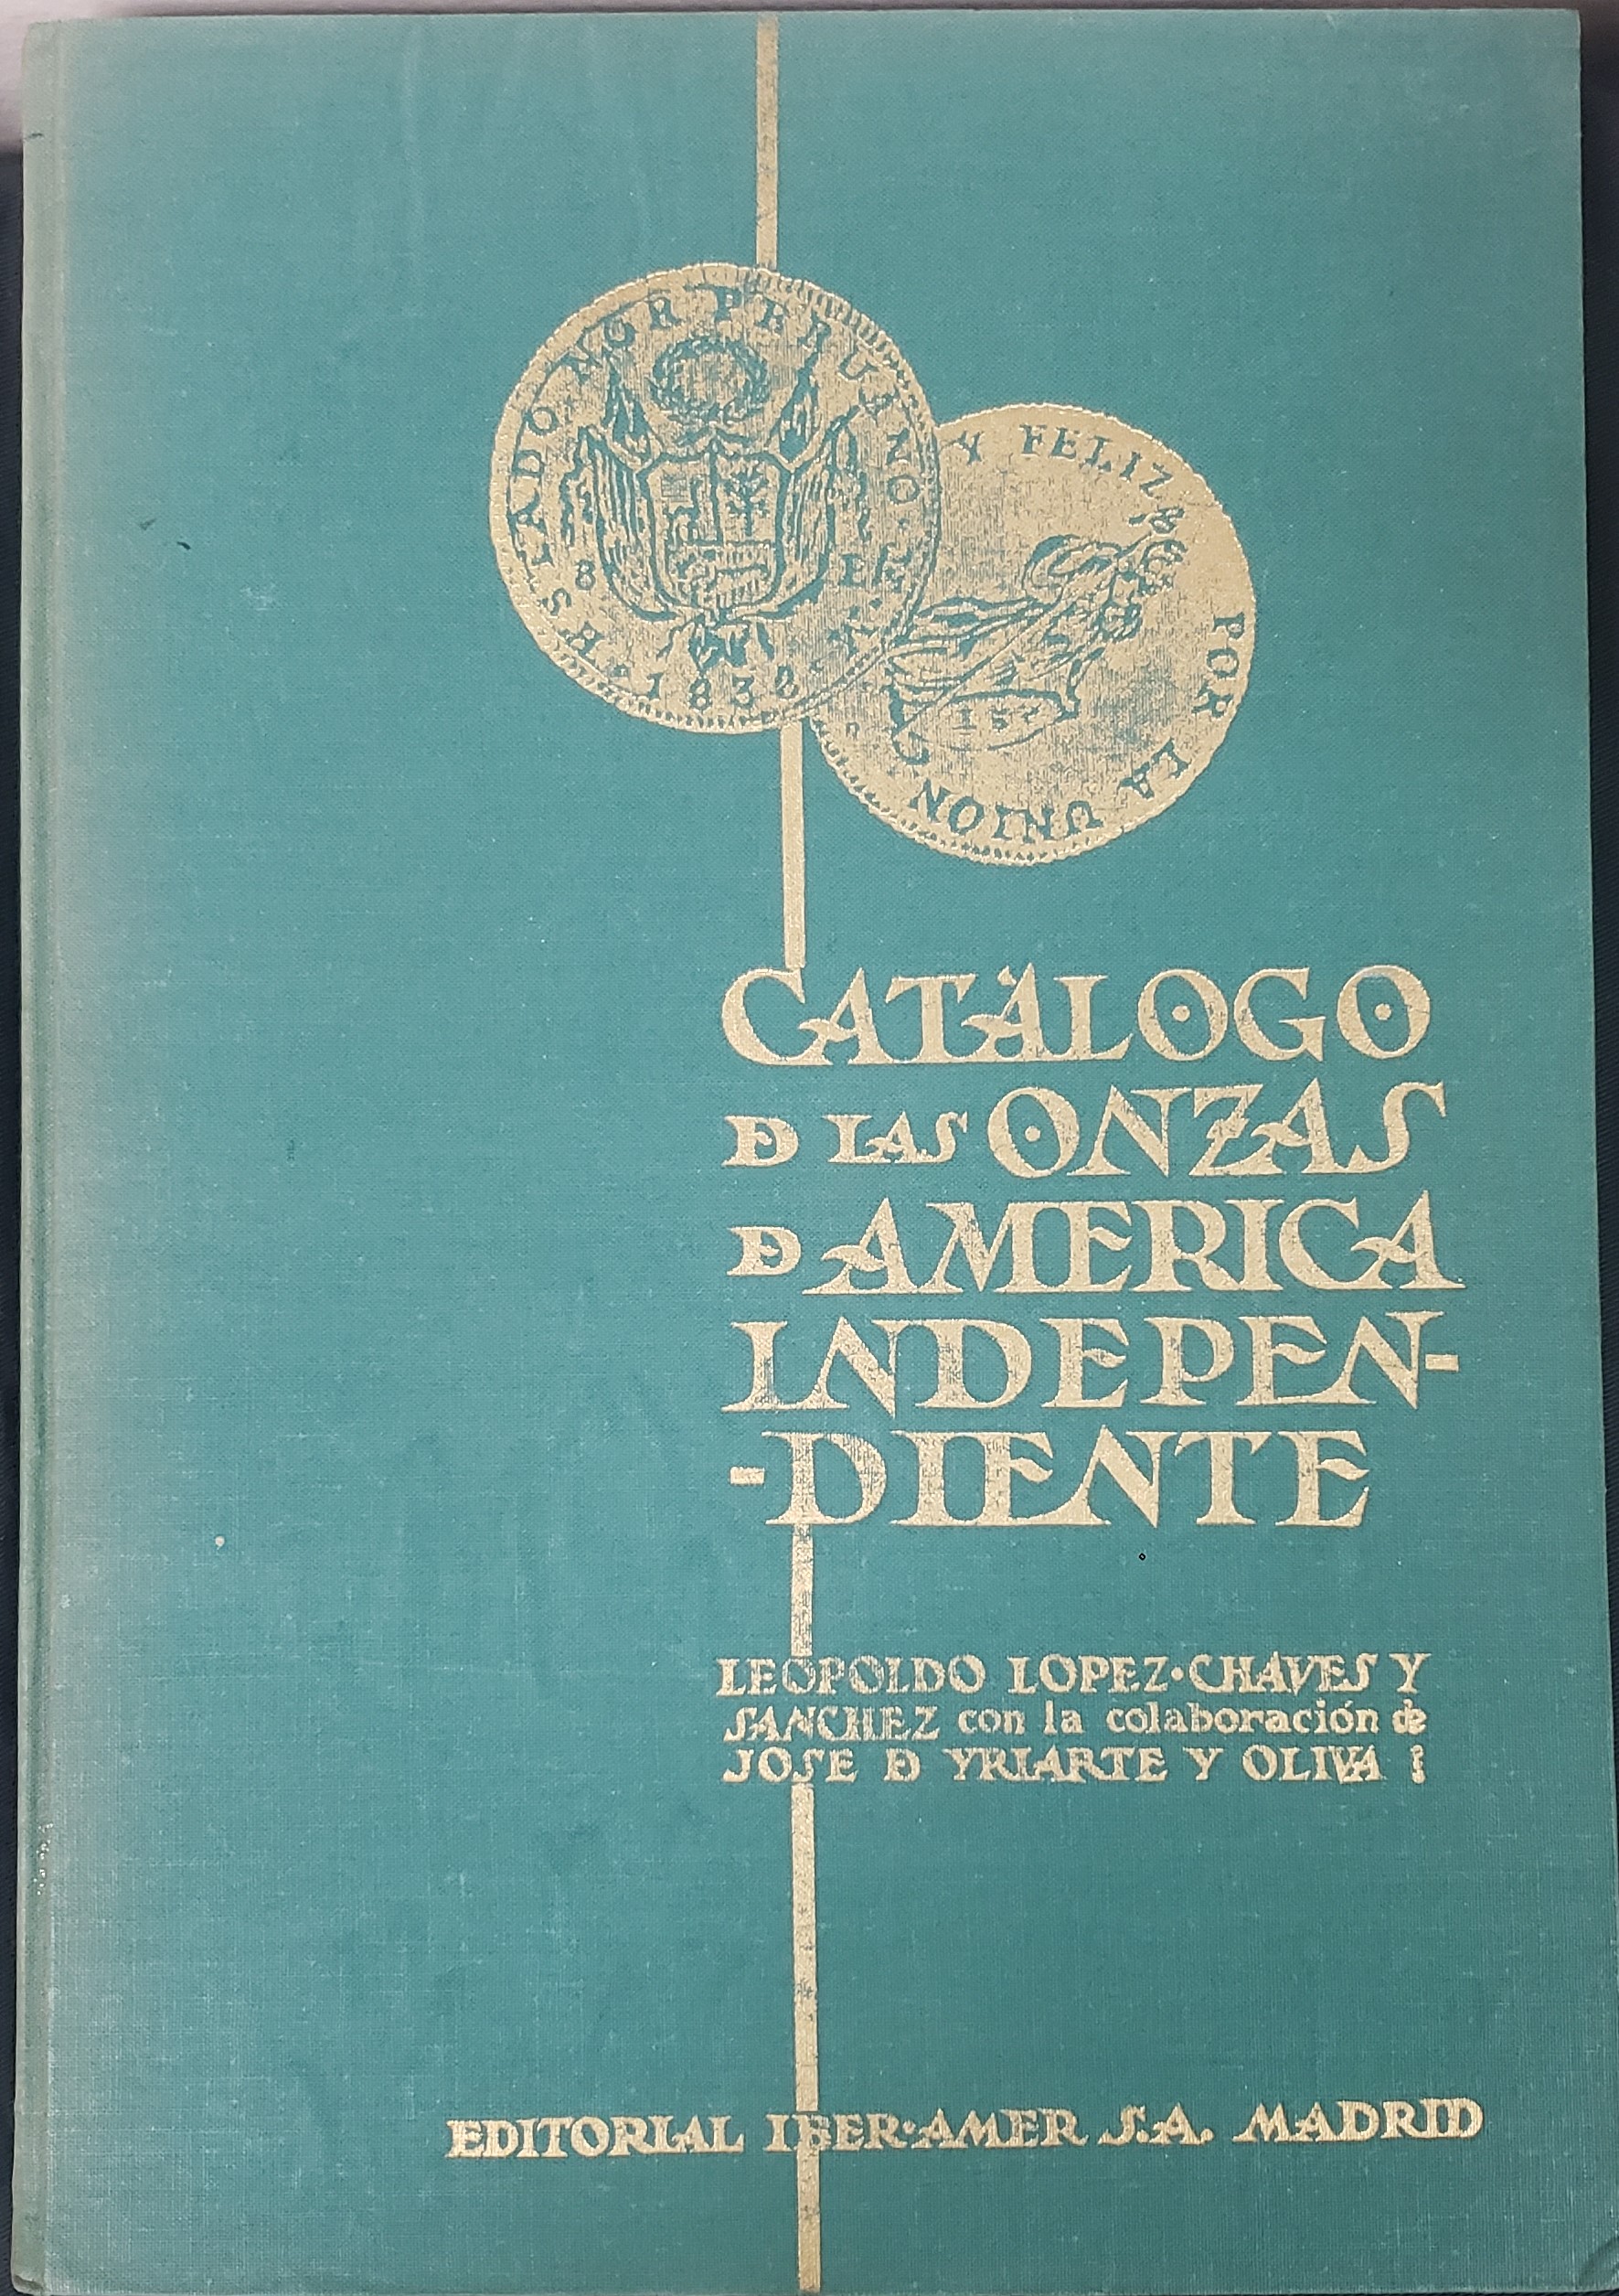 ESTADO NOR PERUANO
8 E
1838
Y FELIZ POR LA UNION
CATÁLOGO
D LAS ONZAS
D AMERICA
INDEPEN-
-DIENTE
LEOPOLDO LOPEZ·CHAVES Y
SANCHEZ con la colaboración de
JOSE D YRIARTE Y OLIVA
EDITORIAL IBER·AMER S.A. MADRID